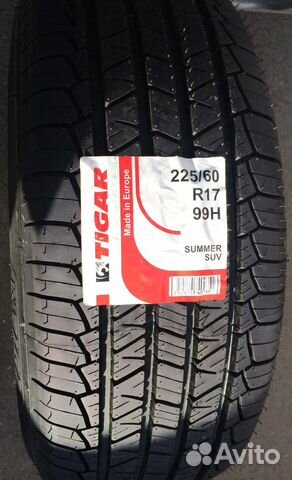 TIGAR
Made in Europe
225/60
R17
99H
SUMMER
SUV
Avito